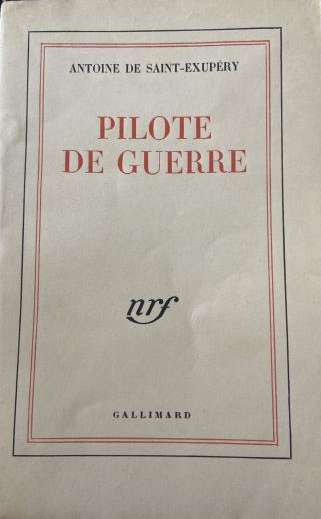 ANTOINE DE SAINT-EXUPÉRY
PILOTE
DE GUERRE
nrf
GALLIMARD